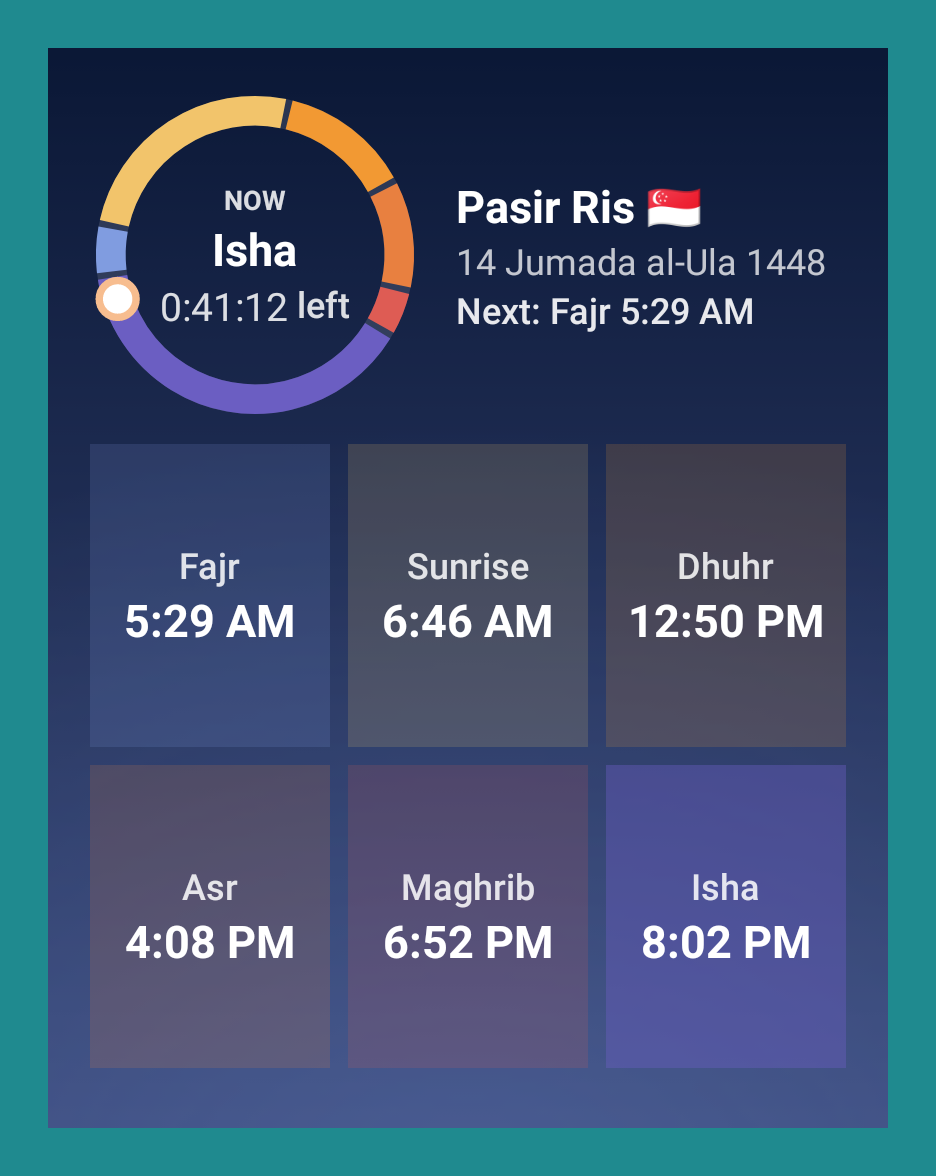 NOW
Isha
0:41:12 left
Pasir Ris 🇸🇬
14 Jumada al-Ula 1448
Next: Fajr 5:29 AM
Fajr
5:29 AM
Sunrise
6:46 AM
Dhuhr
12:50 PM
Asr
4:08 PM
Maghrib
6:52 PM
Isha
8:02 PM